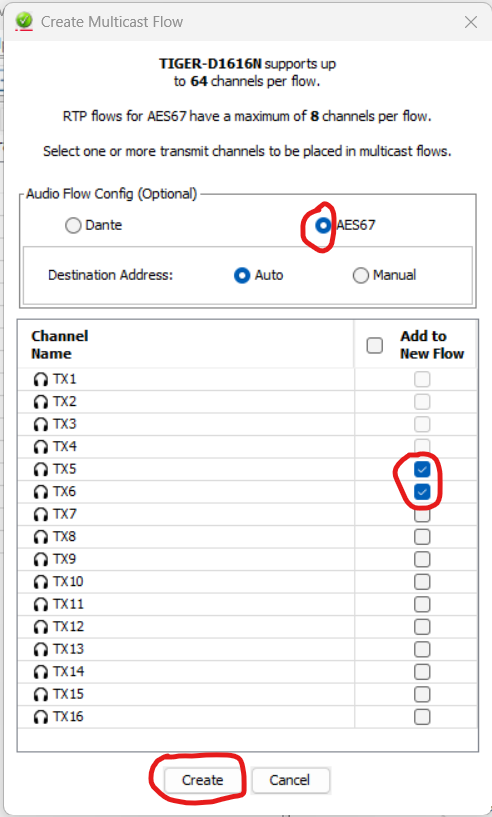 Create Multicast Flow
TIGER-D1616N supports up
to 64 channels per flow.
RTP flows for AES67 have a maximum of 8 channels per flow.
Select one or more transmit channels to be placed in multicast flows.
Audio Flow Config (Optional)
Dante AES67
Destination Address: Auto Manual
Channel Name Add to New Flow
TX1
TX2
TX3
TX4
TX5
TX6
TX7
TX8
TX9
TX10
TX11
TX12
TX13
TX14
TX15
TX16
Create Cancel